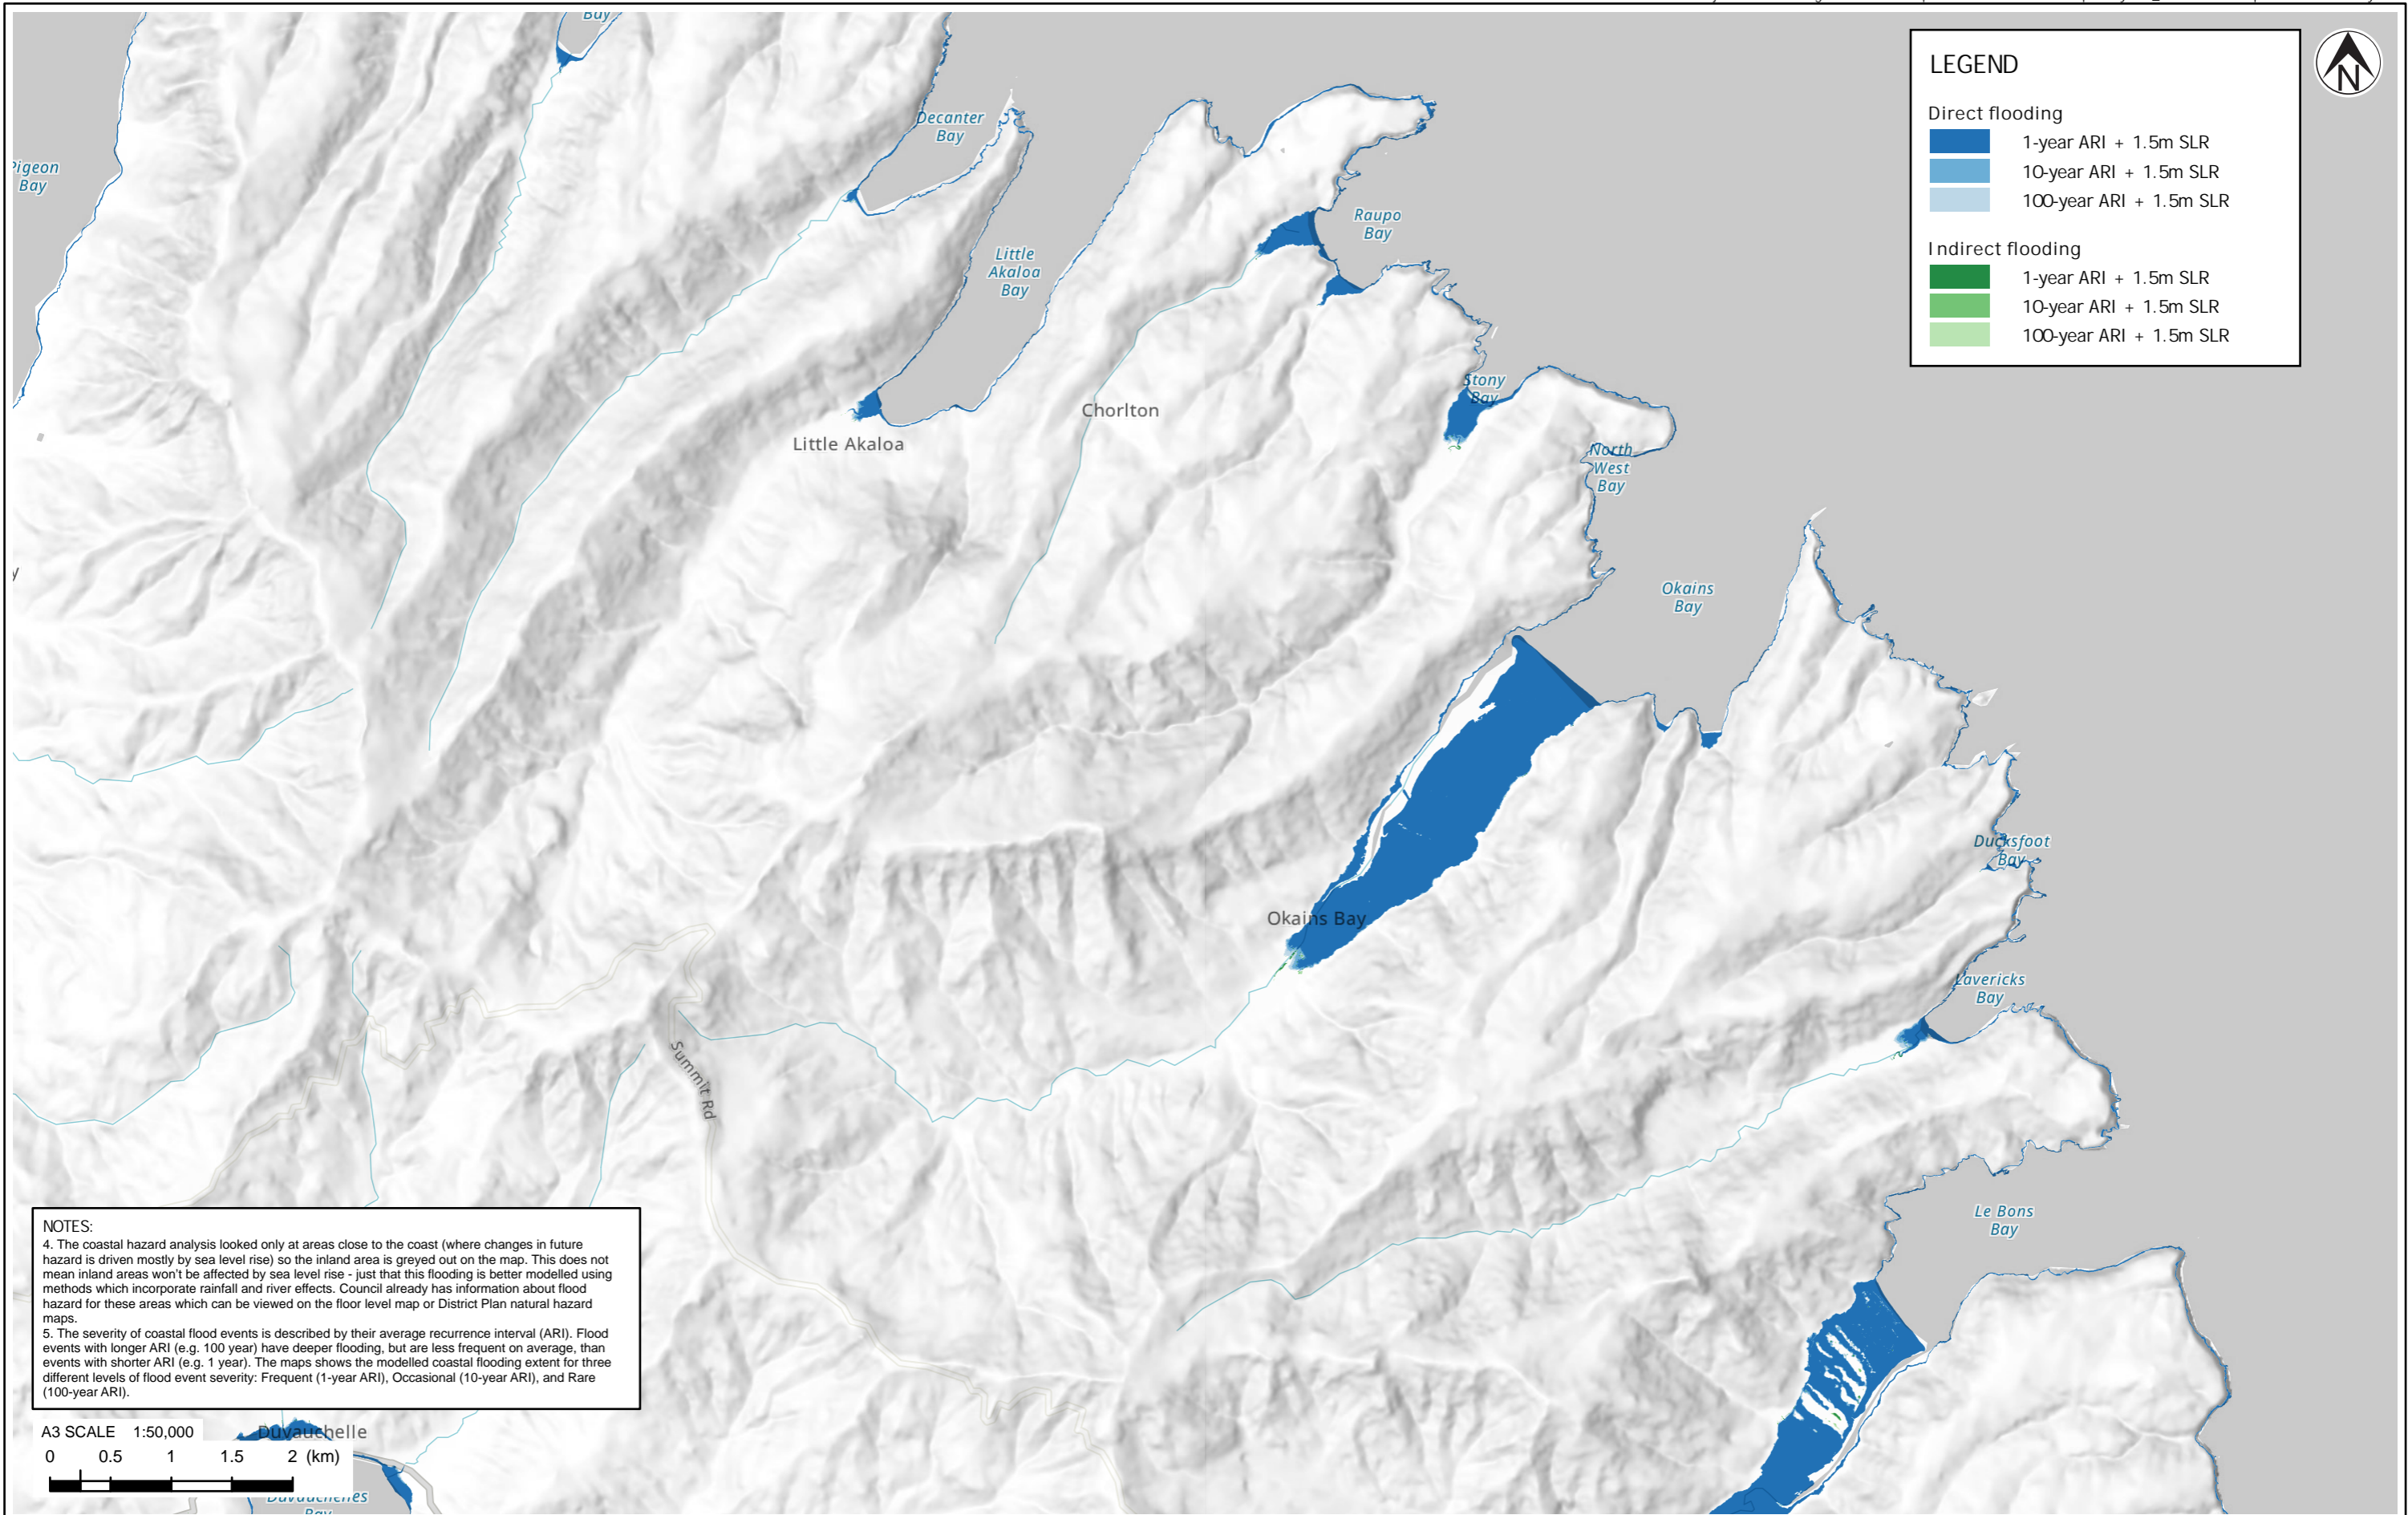 Bay
LEGEND
Direct flooding
1-year ARI + 1.5m SLR
10-year ARI + 1.5m SLR
100-year ARI + 1.5m SLR
Indirect flooding
1-year ARI + 1.5m SLR
10-year ARI + 1.5m SLR
100-year ARI + 1.5m SLR
N
Decanter
Bay
Pigeon
Bay
Raupo
Bay
Little
Akaloa
Bay
Stony
Bay
Chorlton
Little Akaloa
North
West
Bay
y
Okains
Bay
Ducksfoot
Bay
Okains Bay
Lavericks
Bay
Summit Rd
Le Bons
Bay
NOTES:
4. The coastal hazard analysis looked only at areas close to the coast (where changes in future
hazard is driven mostly by sea level rise) so the inland area is greyed out on the map. This does not
mean inland areas won't be affected by sea level rise - just that this flooding is better modelled using
methods which incorporate rainfall and river effects. Council already has information about flood
hazard for these areas which can be viewed on the floor level map or District Plan natural hazard
maps.
5. The severity of coastal flood events is described by their average recurrence interval (ARI). Flood
events with longer ARI (e.g. 100 year) have deeper flooding, but are less frequent on average, than
events with shorter ARI (e.g. 1 year). The maps shows the modelled coastal flooding extent for three
different levels of flood event severity: Frequent (1-year ARI), Occasional (10-year ARI), and Rare
(100-year ARI).
A3 SCALE 1:50,000
0 0.5 1 1.5 2 (km)
Duvauchelle
Duvauchelles
Bay